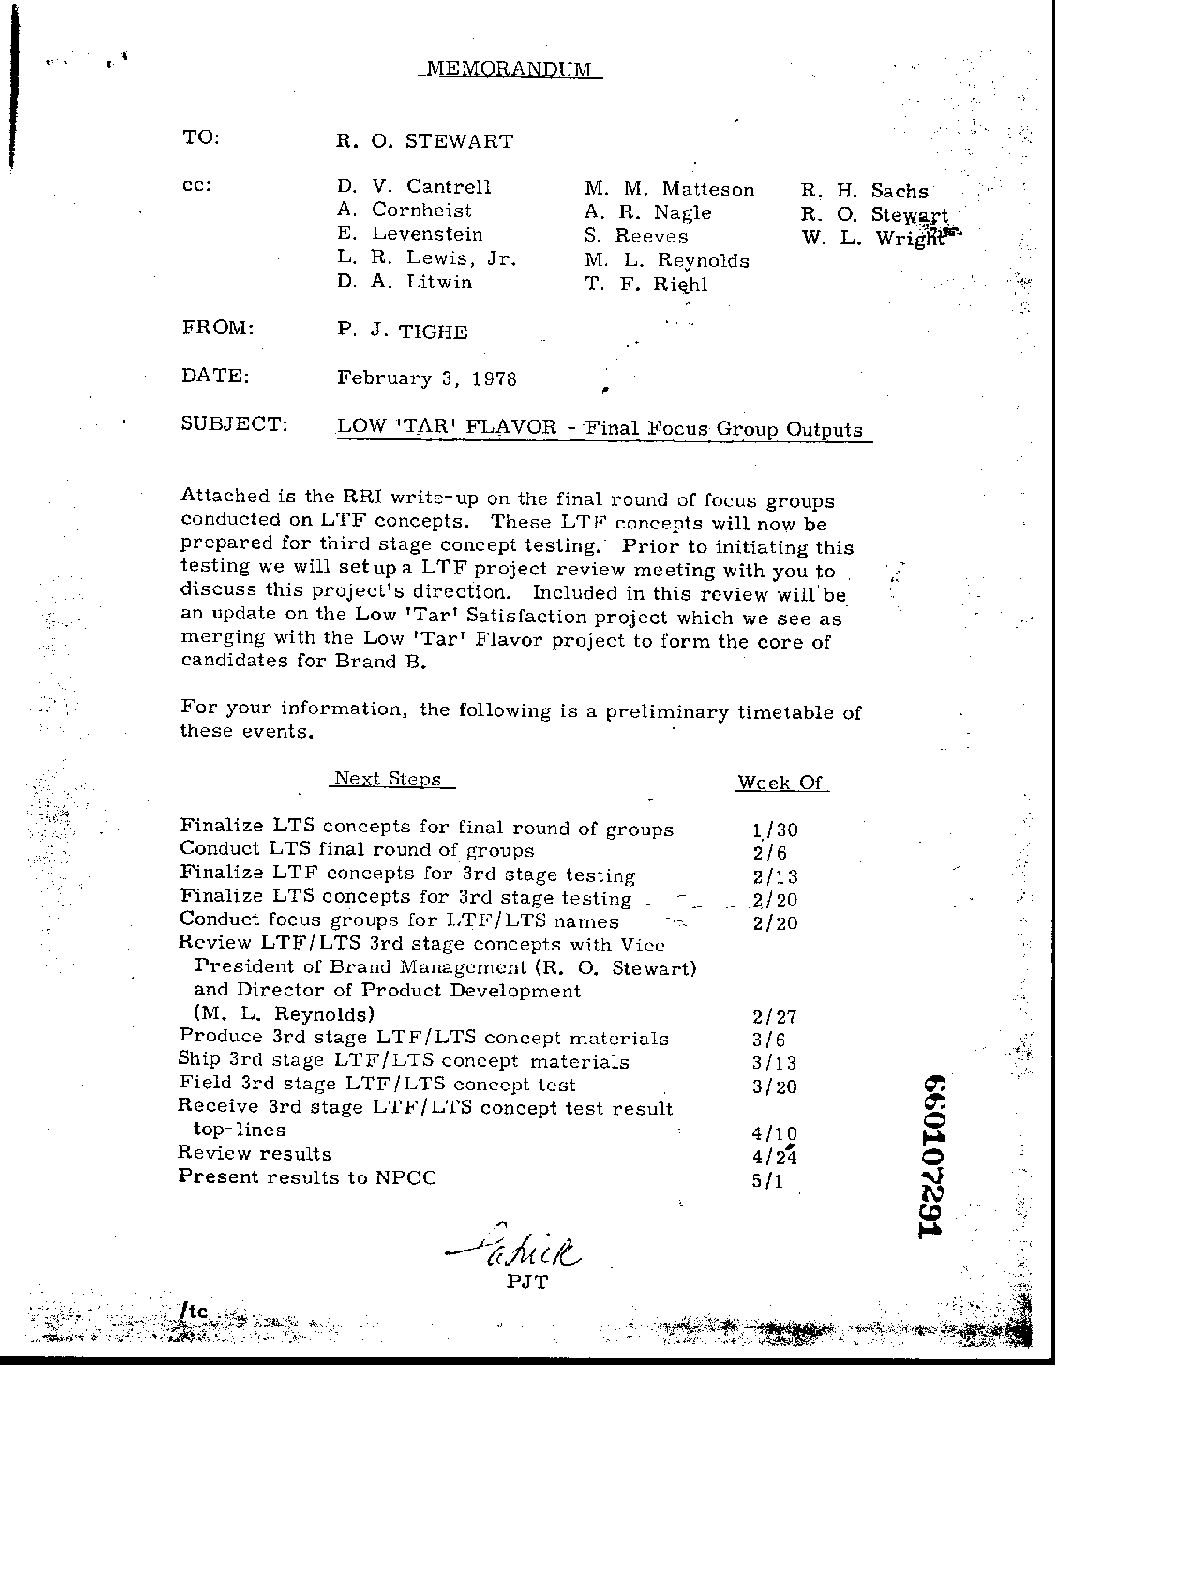 MEMORANDUM
TO: R. O. STEWART
cc: D. V. Cantrell M. M. Matteson R. H. Sachs
A. Cornheist A. R. Nagle R. O. Stewart
E. Levenstein S. Reeves W. L. Wright
L. R. Lewis, Jr. M. L. Reynolds
D. A. Litwin T. F. Riehl
FROM: P. J. TIGHE
DATE: February 3, 1978
SUBJECT: LOW 'TAR' FLAVOR - Final Focus Group Outputs
Attached is the RRI write-up on the final round of focus groups
conducted on LTF concepts. These LTF concepts will now be
prepared for third stage concept testing. Prior to initiating this
testing we will set up a LTF project review meeting with you to
discuss this project's direction. Included in this review will be
an update on the Low 'Tar' Satisfaction project which we see as
merging with the Low 'Tar' Flavor project to form the core of
candidates for Brand B.
For your information, the following is a preliminary timetable of
these events.
Next Steps Week Of
Finalize LTS concepts for final round of groups 1/30
Conduct LTS final round of groups 2/6
Finalize LTF concepts for 3rd stage testing 2/13
Finalize LTS concepts for 3rd stage testing 2/20
Conduct focus groups for LTF/LTS names 2/20
Review LTF/LTS 3rd stage concepts with Vice
President of Brand Management (R. O. Stewart)
and Director of Product Development
(M. L. Reynolds) 2/27
Produce 3rd stage LTF/LTS concept materials 3/6
Ship 3rd stage LTF/LTS concept materials 3/13
Field 3rd stage LTF/LTS concept test 3/20
Receive 3rd stage LTF/LTS concept test result
top-lines 4/10
Review results 4/24
Present results to NPCC 5/1
660107291
Patrick
PJT
/tc